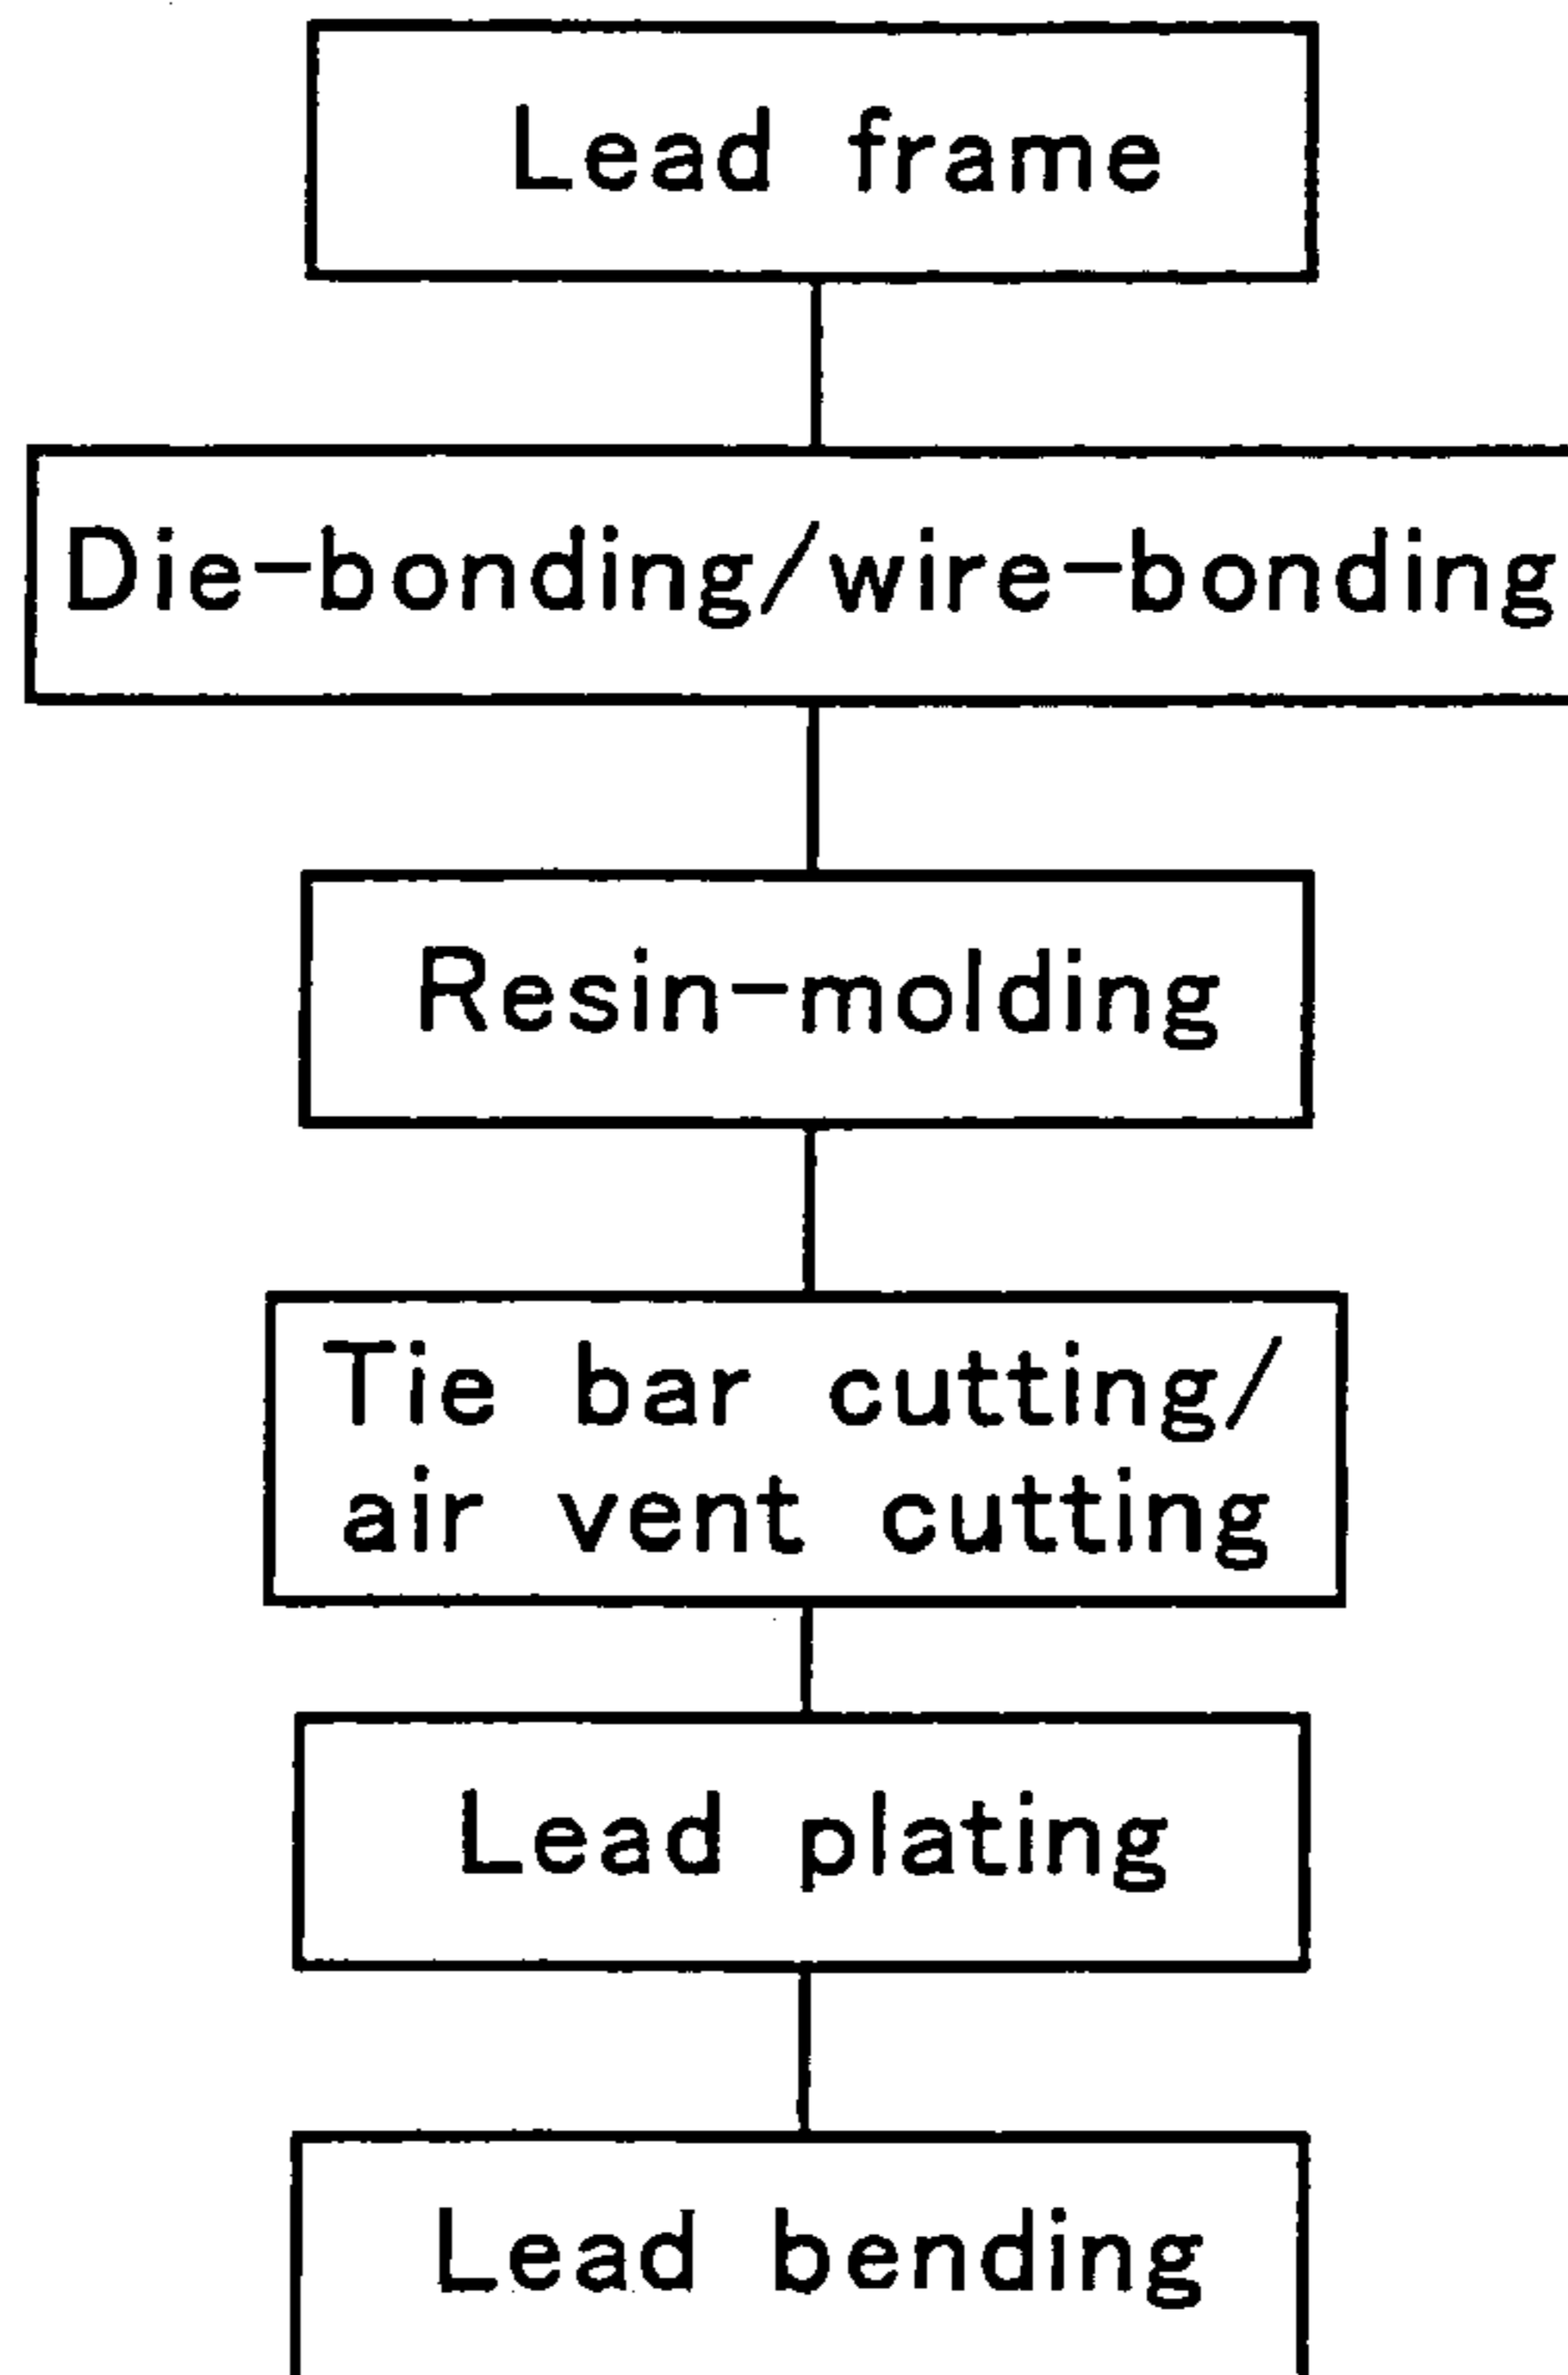 Lead frame
Die-bonding/wire-bonding
Resin-molding
Tie bar cutting/
air vent cutting
Lead plating
Lead bending